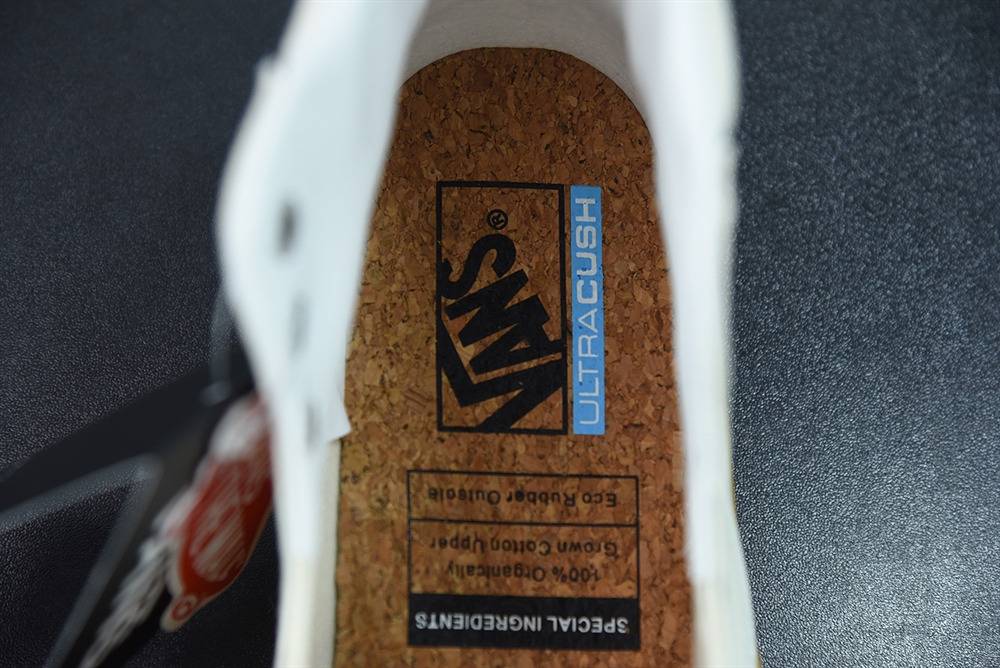 VANS®
ULTRACUSH
SPECIAL INGREDIENTS
100% Organically
Grown Cotton Upper
Eco Rubber Outsole